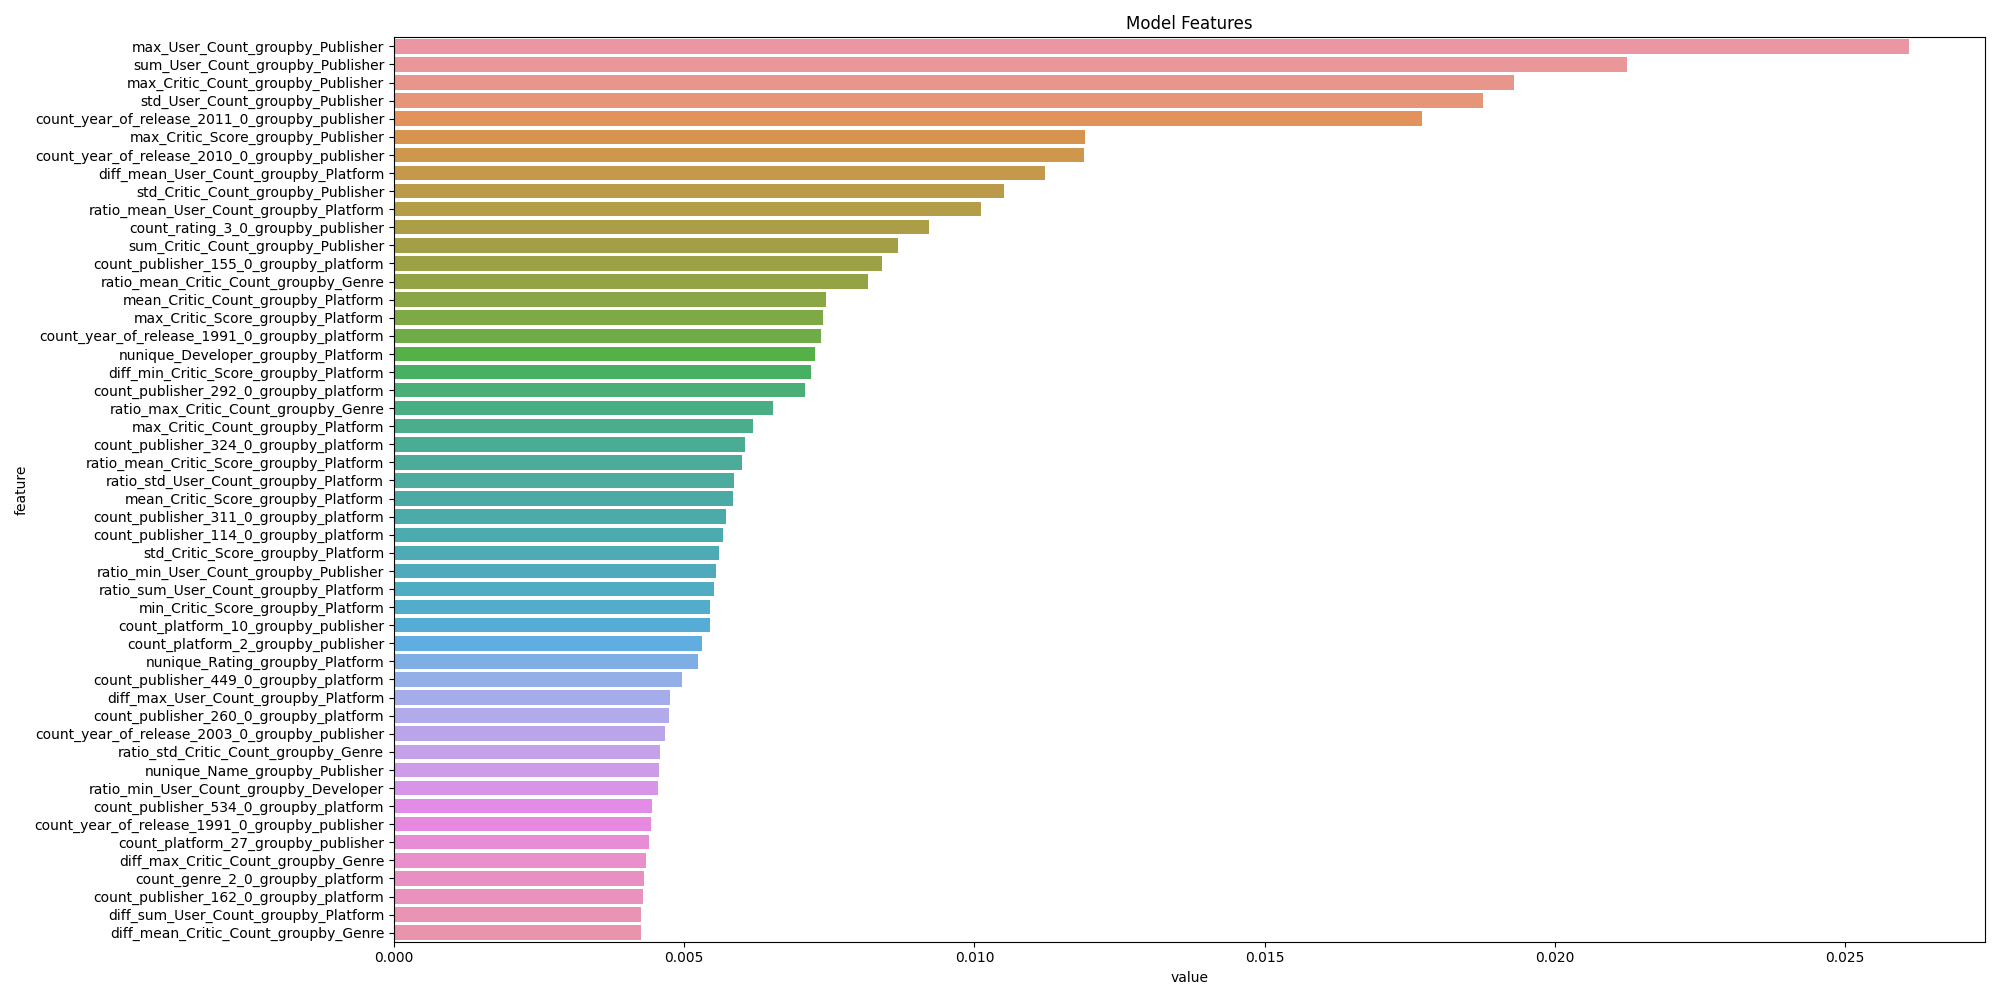 Model Features
max_User_Count_groupby_Publisher
sum_User_Count_groupby_Publisher
max_Critic_Count_groupby_Publisher
std_User_Count_groupby_Publisher
count_year_of_release_2011_0_groupby_publisher
max_Critic_Score_groupby_Publisher
count_year_of_release_2010_0_groupby_publisher
diff_mean_User_Count_groupby_Platform
std_Critic_Count_groupby_Publisher
ratio_mean_User_Count_groupby_Platform
count_rating_3_0_groupby_publisher
sum_Critic_Count_groupby_Publisher
count_publisher_155_0_groupby_platform
ratio_mean_Critic_Count_groupby_Genre
mean_Critic_Count_groupby_Platform
max_Critic_Score_groupby_Platform
count_year_of_release_1991_0_groupby_platform
nunique_Developer_groupby_Platform
diff_min_Critic_Score_groupby_Platform
count_publisher_292_0_groupby_platform
ratio_max_Critic_Count_groupby_Genre
max_Critic_Count_groupby_Platform
count_publisher_324_0_groupby_platform
ratio_mean_Critic_Score_groupby_Platform
ratio_std_User_Count_groupby_Platform
mean_Critic_Score_groupby_Platform
count_publisher_311_0_groupby_platform
count_publisher_114_0_groupby_platform
std_Critic_Score_groupby_Platform
ratio_min_User_Count_groupby_Publisher
ratio_sum_User_Count_groupby_Platform
min_Critic_Score_groupby_Platform
count_platform_10_groupby_publisher
count_platform_2_groupby_publisher
nunique_Rating_groupby_Platform
count_publisher_449_0_groupby_platform
diff_max_User_Count_groupby_Platform
count_publisher_260_0_groupby_platform
count_year_of_release_2003_0_groupby_publisher
ratio_std_Critic_Count_groupby_Genre
nunique_Name_groupby_Publisher
ratio_min_User_Count_groupby_Developer
count_publisher_534_0_groupby_platform
count_year_of_release_1991_0_groupby_publisher
count_platform_27_groupby_publisher
diff_max_Critic_Count_groupby_Genre
count_genre_2_0_groupby_platform
count_publisher_162_0_groupby_platform
diff_sum_User_Count_groupby_Platform
diff_mean_Critic_Count_groupby_Genre
feature
0.000 0.005 0.010 0.015 0.020 0.025
value